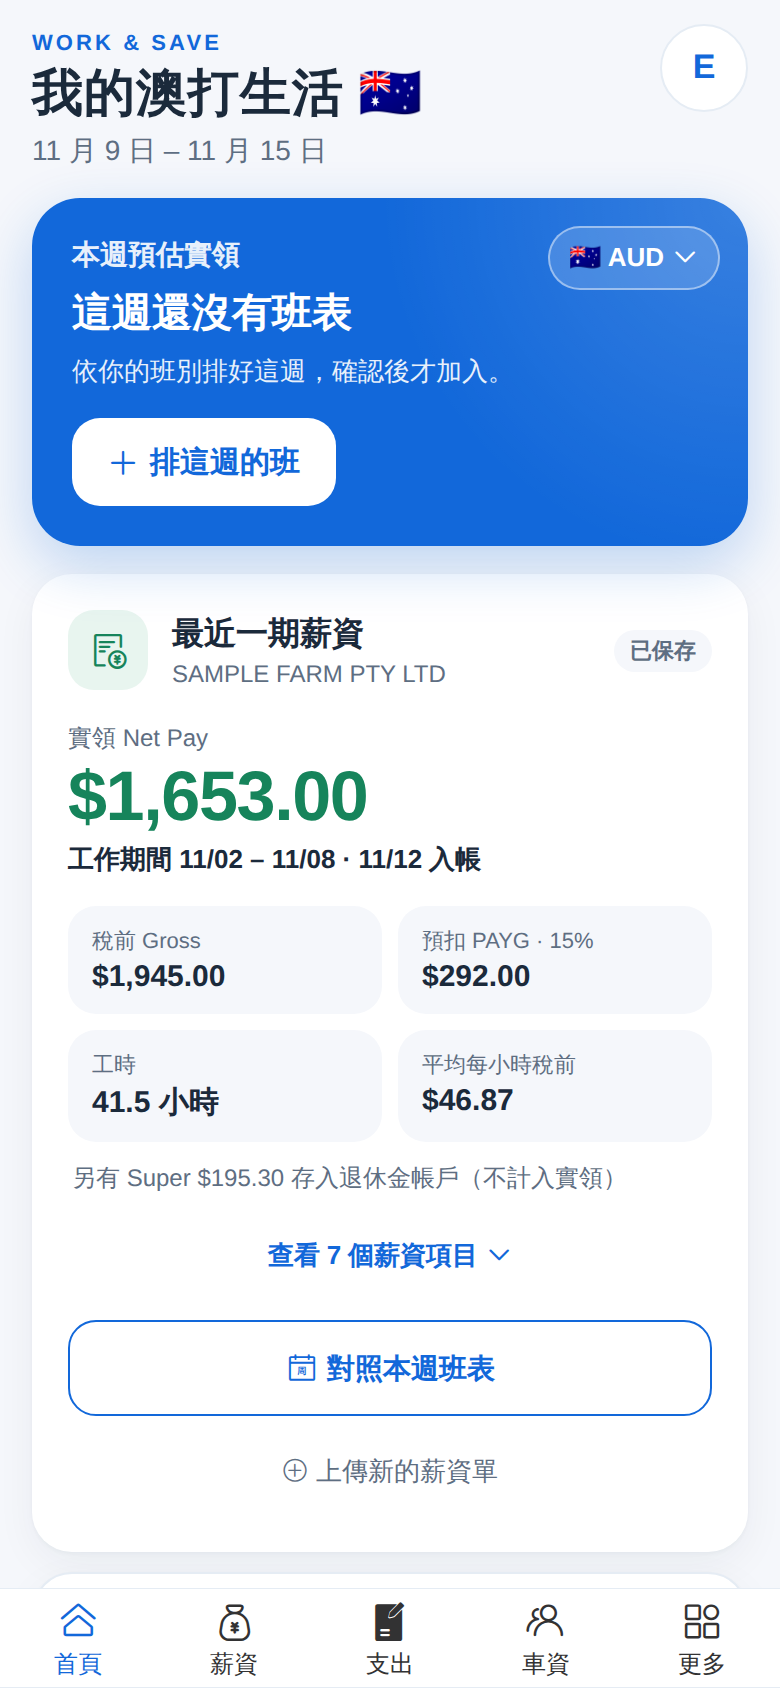 WORK & SAVE
我的澳打生活 🇦🇺
11 月 9 日 – 11 月 15 日
E
本週預估實領
🇦🇺 AUD
這週還沒有班表
依你的班別排好這週，確認後才加入。
排這週的班
最近一期薪資
SAMPLE FARM PTY LTD
已保存
實領 Net Pay
$1,653.00
工作期間 11/02 – 11/08 · 11/12 入帳
稅前 Gross
$1,945.00
預扣 PAYG · 15%
$292.00
工時
41.5 小時
平均每小時稅前
$46.87
另有 Super $195.30 存入退休金帳戶（不計入實領）
查看 7 個薪資項目
周 對照本週班表
上傳新的薪資單
首頁
薪資
支出
車資
更多